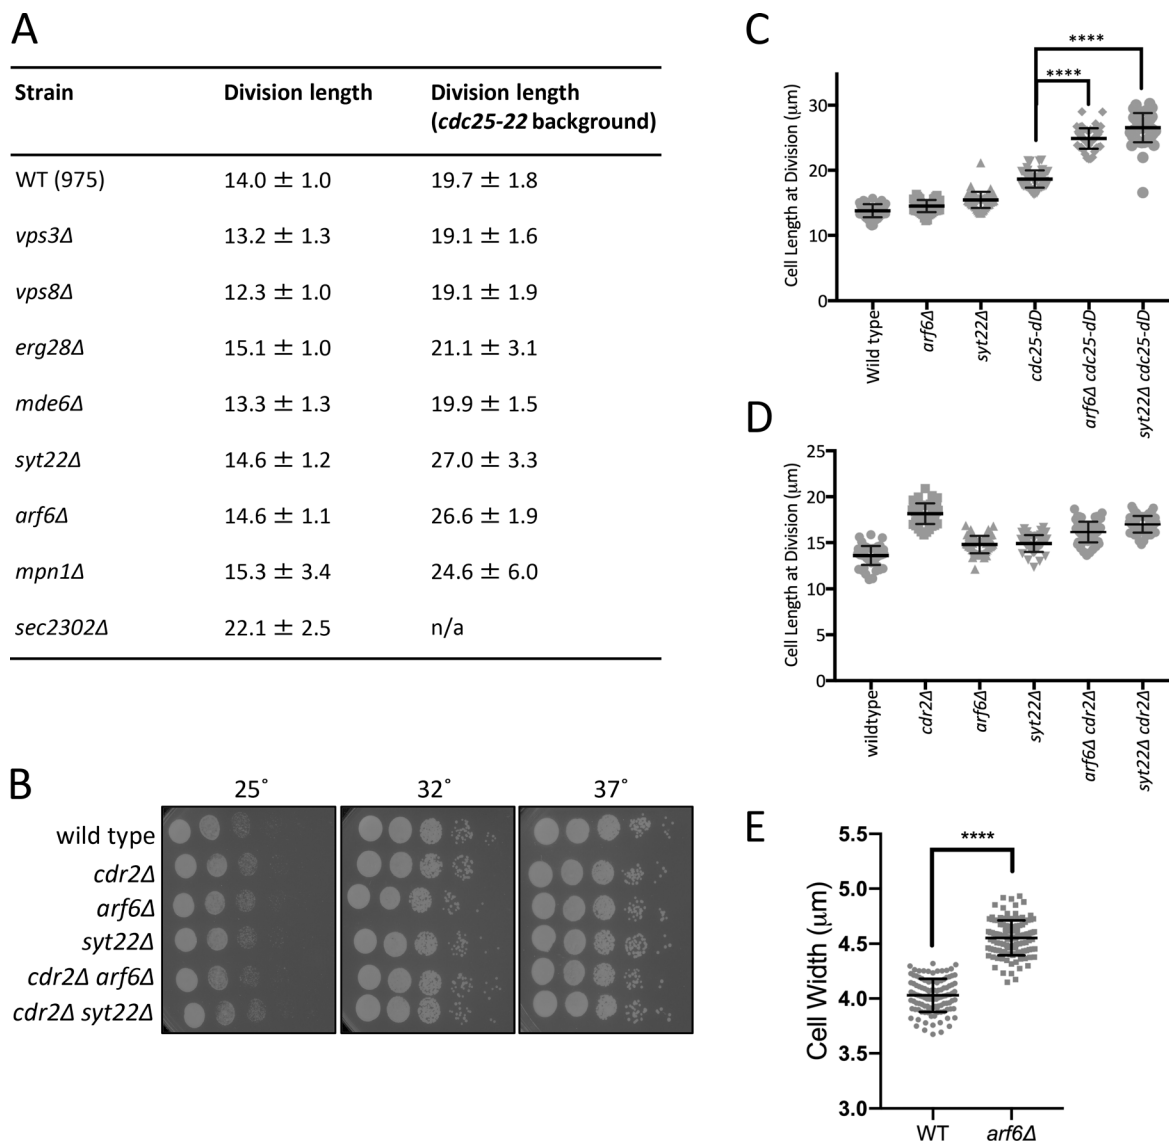 A
Strain Division length Division length
(cdc25-22 background)
WT (975) 14.0 ± 1.0 19.7 ± 1.8
vps3Δ 13.2 ± 1.3 19.1 ± 1.6
vps8Δ 12.3 ± 1.0 19.1 ± 1.9
erg28Δ 15.1 ± 1.0 21.1 ± 3.1
mde6Δ 13.3 ± 1.3 19.9 ± 1.5
syt22Δ 14.6 ± 1.2 27.0 ± 3.3
arf6Δ 14.6 ± 1.1 26.6 ± 1.9
mpn1Δ 15.3 ± 3.4 24.6 ± 6.0
sec2302Δ 22.1 ± 2.5 n/a
B
25˚ 32˚ 37˚
wild type
cdr2Δ
arf6Δ
syt22Δ
cdr2Δ arf6Δ
cdr2Δ syt22Δ
C
Cell Length at Division (μm)
30
20
10
0
****
****
Wild type
arf6Δ
syt22Δ
cdc25-dD
arf6Δ cdc25-dD
syt22Δ cdc25-dD
D
Cell Length at Division (μm)
25
20
15
10
5
0
wildtype
cdr2Δ
arf6Δ
syt22Δ
arf6Δ cdr2Δ
syt22Δ cdr2Δ
E
Cell Width (μm)
5.5
5.0
4.5
4.0
3.5
3.0
****
WT arf6Δ